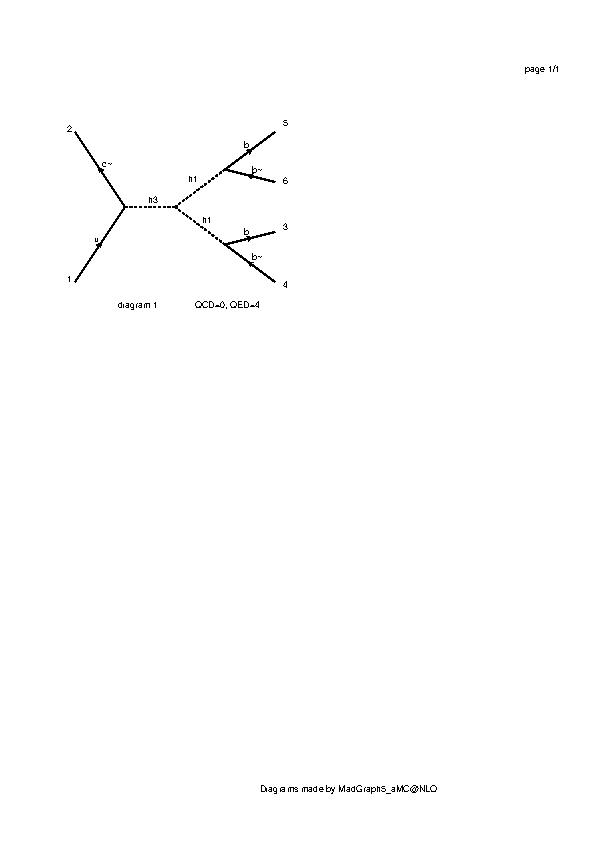 page 1/1
2
5
b
c~
b~
h1
6
h3
h1
3
u
b
b~
1
4
diagram 1 QCD=0, QED=4
Diagrams made by MadGraph5_aMC@NLO